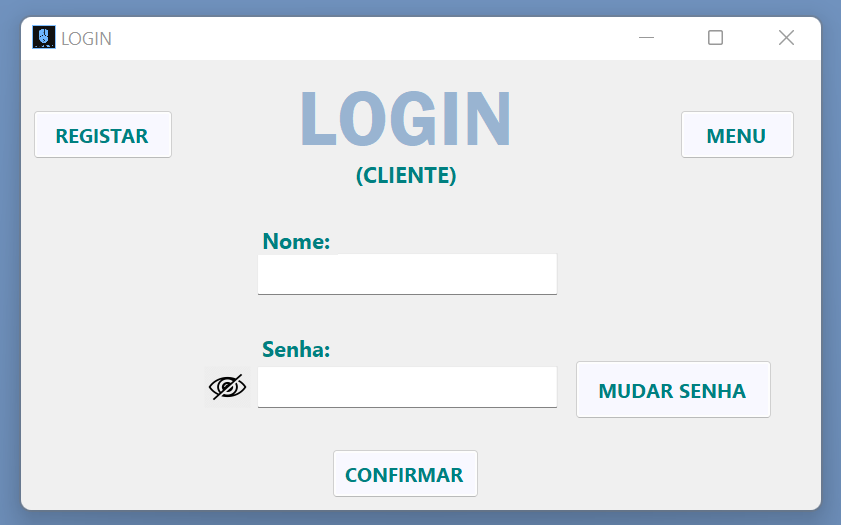 LOGIN
LOGIN
REGISTAR
MENU
(CLIENTE)
Nome:
Senha:
MUDAR SENHA
CONFIRMAR